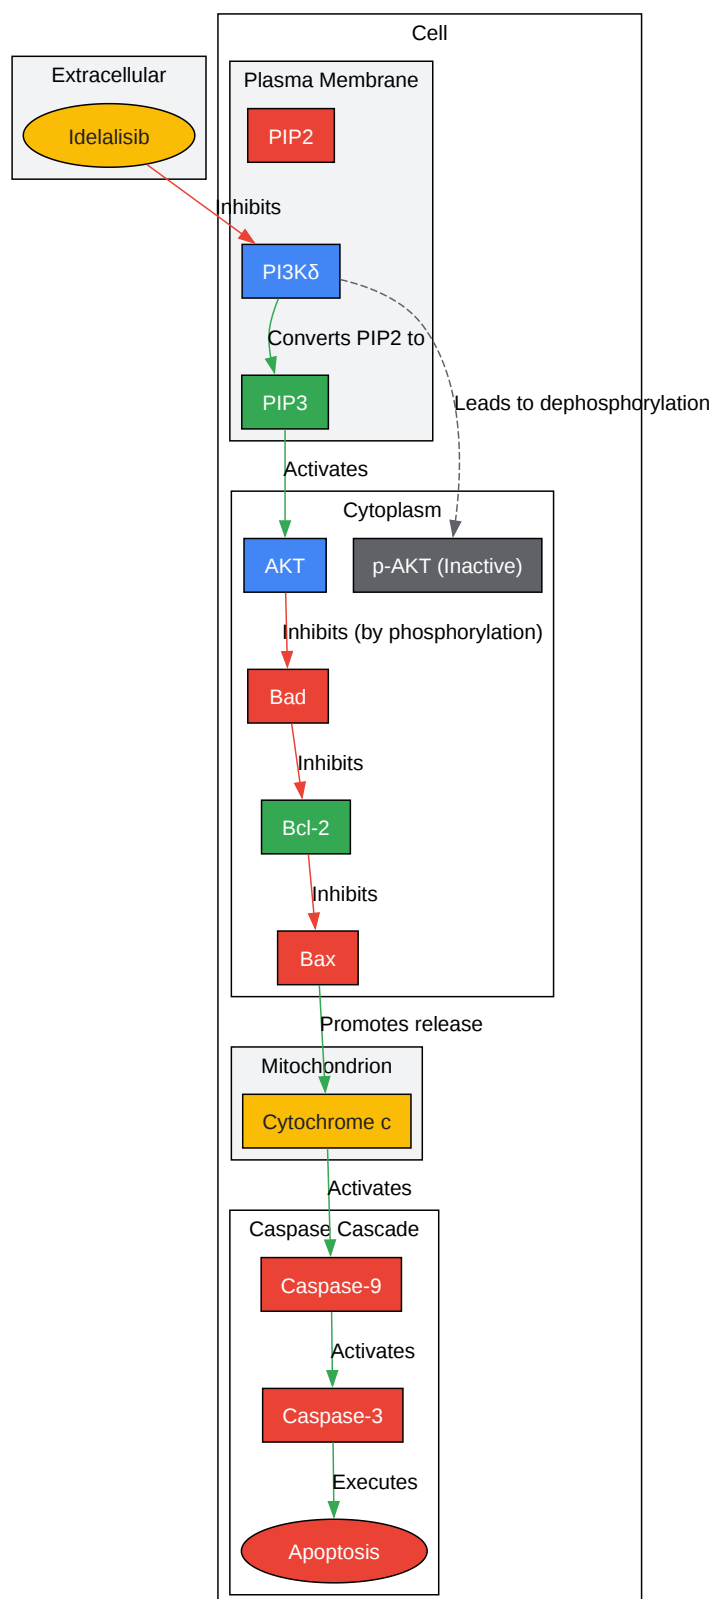 Cell
Extracellular
Plasma Membrane
Idelalisib
PIP2
Inhibits
PI3Kδ
Converts PIP2 to
PIP3
Leads to dephosphorylation
Activates
Cytoplasm
AKT
p-AKT (Inactive)
Inhibits (by phosphorylation)
Bad
Inhibits
Bcl-2
Inhibits
Bax
Promotes release
Mitochondrion
Cytochrome c
Activates
Caspase Cascade
Caspase-9
Activates
Caspase-3
Executes
Apoptosis